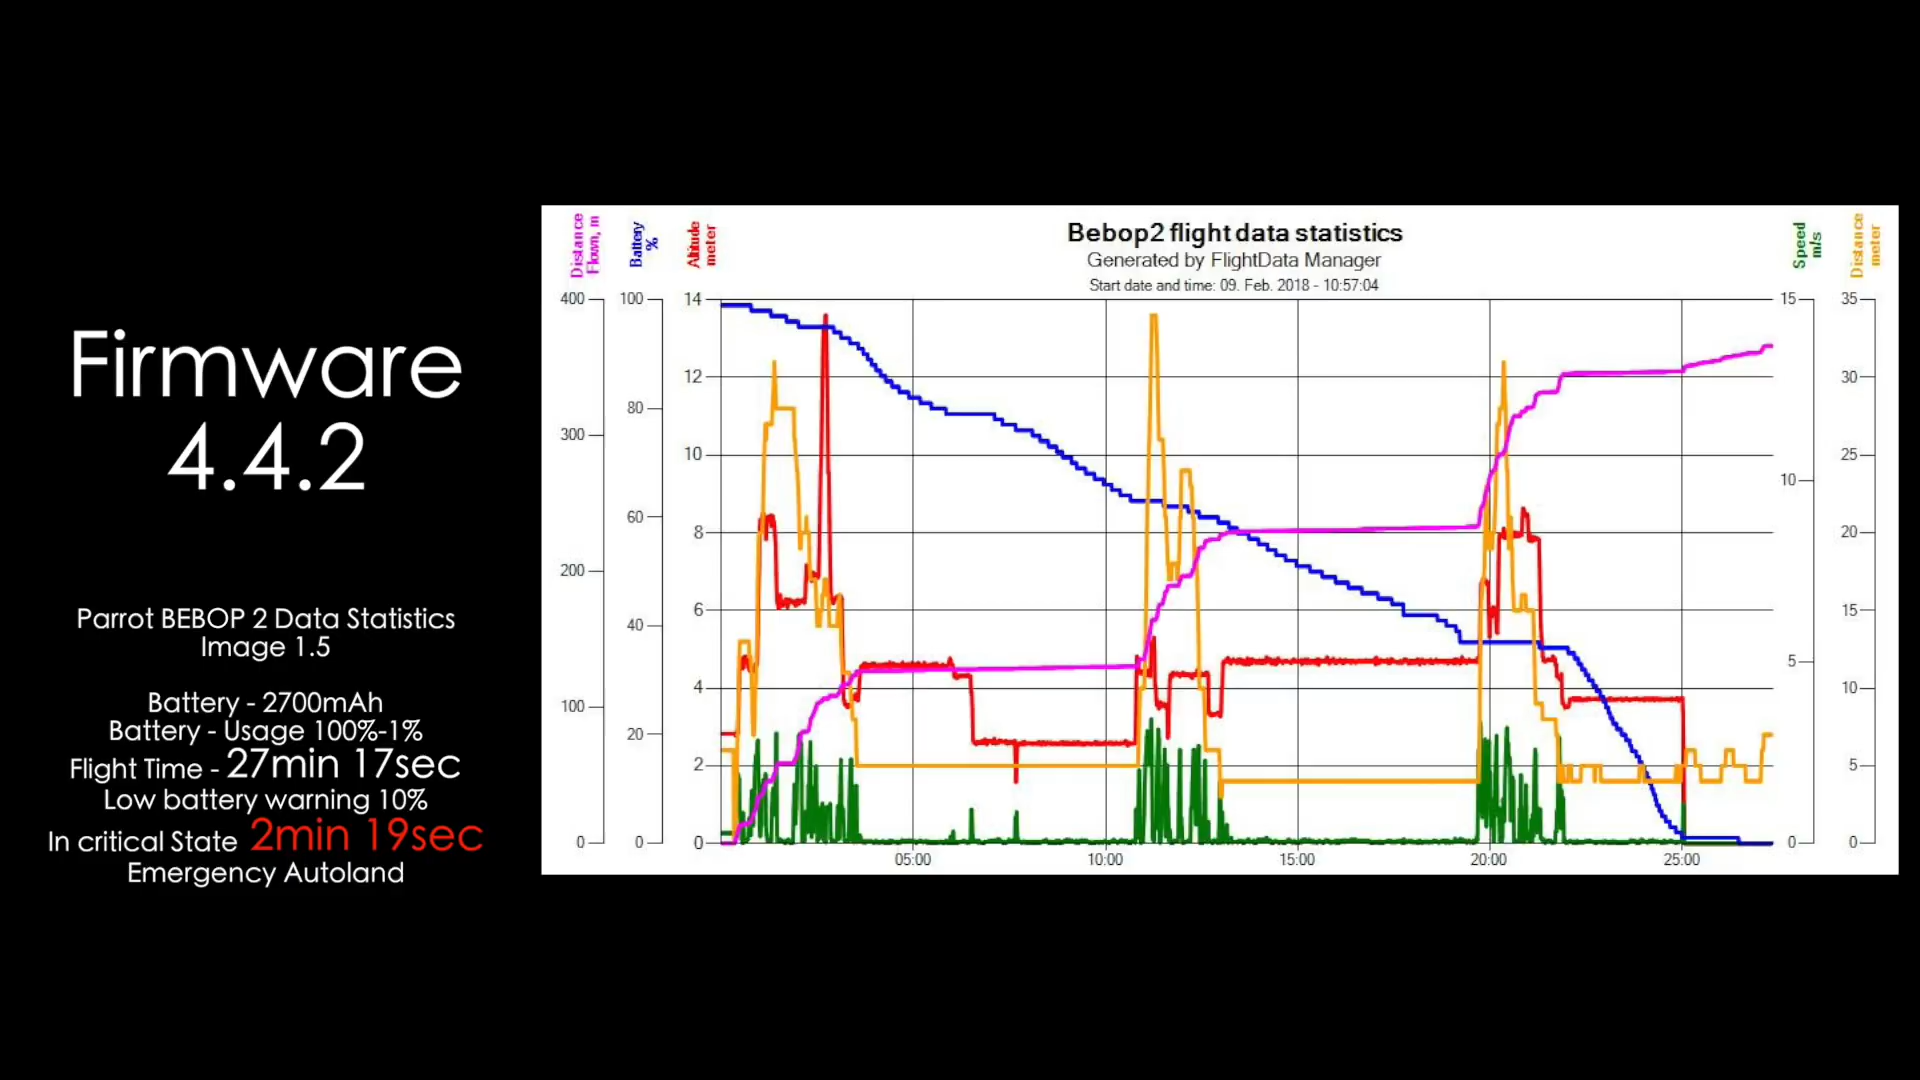 Firmware
4.4.2
Parrot BEBOP 2 Data Statistics
Image 1.5
Battery - 2700mAh
Battery - Usage 100%-1%
Flight Time - 27min 17sec
Low battery warning 10%
In critical State 2min 19sec
Emergency Autoland
Bebop2 flight data statistics
Generated by FlightData Manager
Start date and time: 09. Feb. 2018 - 10:57:04
Distance
Flown, m
Battery
%
Altitude
meter
Speed
m/s
Distance
meter
400
300
200
100
0
100
80
60
40
20
0
14
12
10
8
6
4
2
0
15
10
5
0
35
30
25
20
15
10
5
0
05:00
10:00
15:00
20:00
25:00